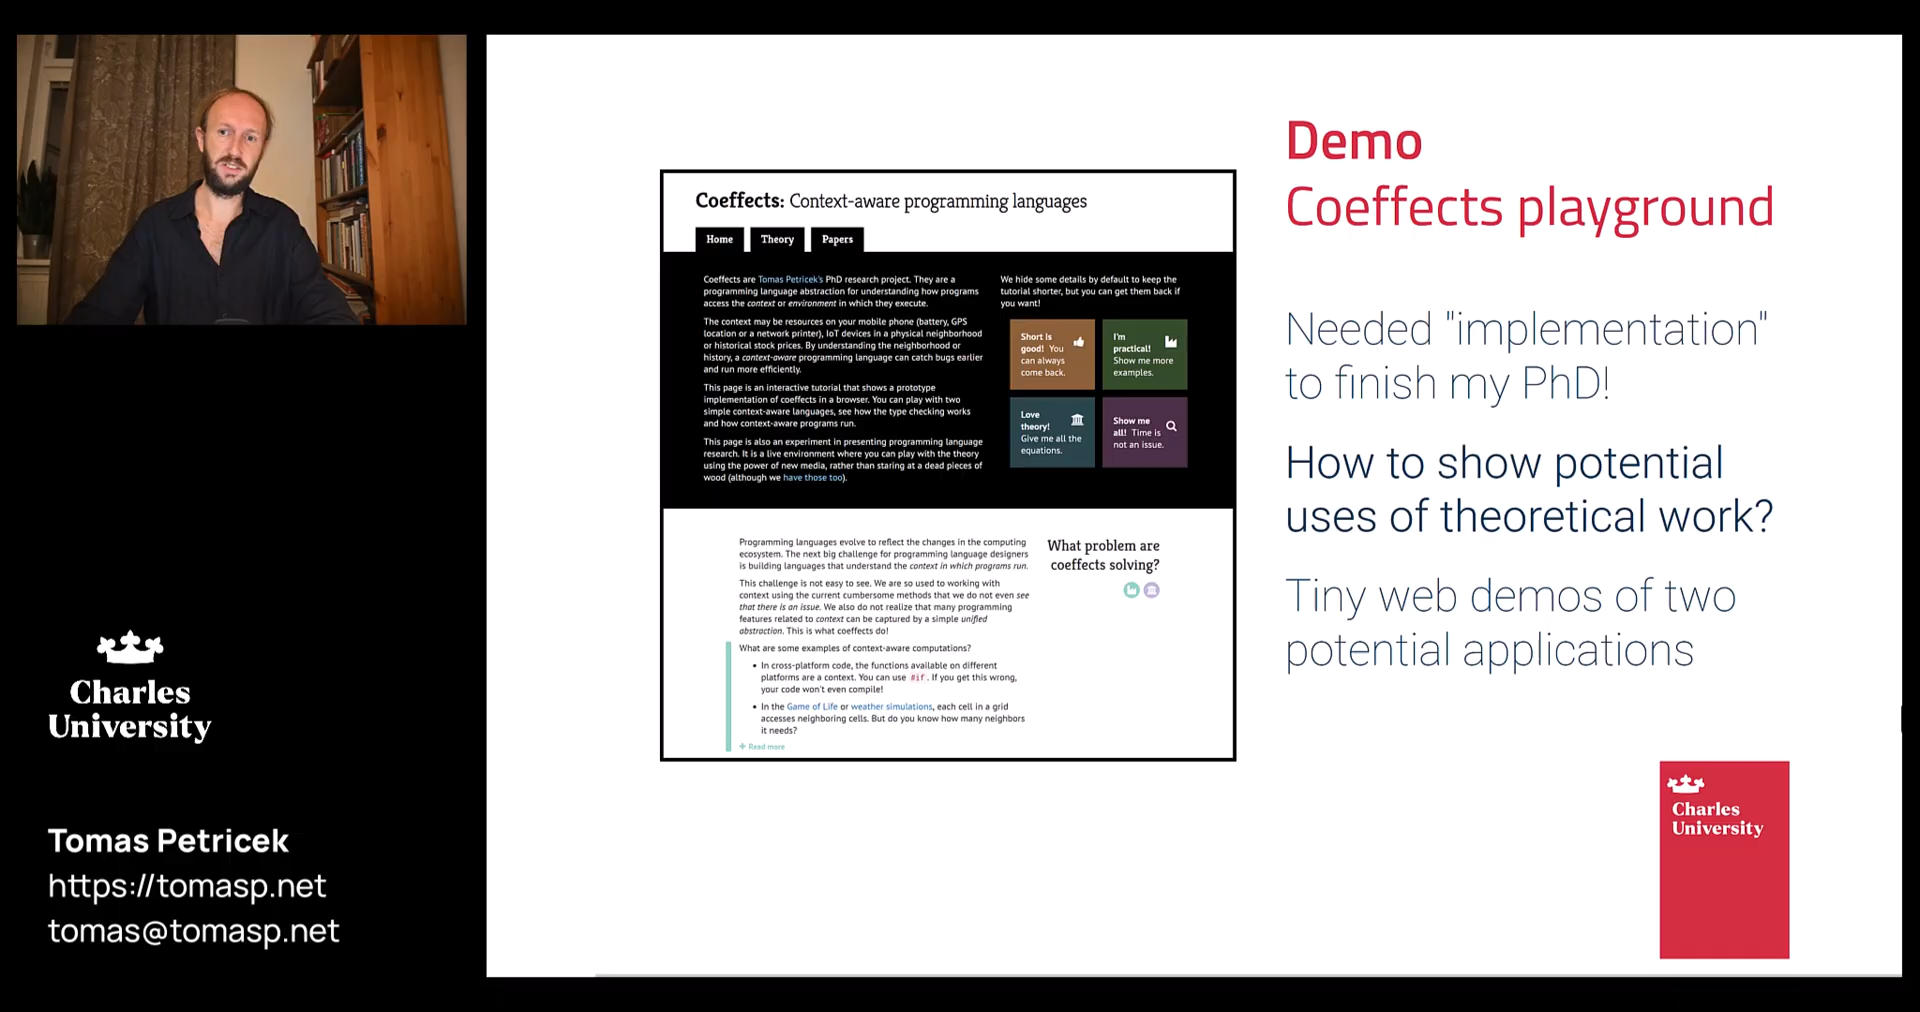 Charles
University
Tomas Petricek
https://tomasp.net
tomas@tomasp.net
Coeffects: Context-aware programming languages
Home
Theory
Papers
Coeffects are Tomas Petricek's PhD research project. They are a
programming language abstraction for understanding how programs
access the context or environment in which they execute.
The context may be resources on your mobile phone (battery, GPS
location or a network printer), IoT devices in a physical neighborhood
or historical stock prices. By understanding the neighborhood or
history, a context-aware programming language can catch bugs earlier
and run more efficiently.
This page is an interactive tutorial that shows a prototype
implementation of coeffects in a browser. You can play with two
simple context-aware languages, see how the type checking works
and how context-aware programs run.
This page is also an experiment in presenting programming language
research. It is a live environment where you can play with the theory
using the power of new media, rather than staring at a dead pieces of
wood (although we have those too).
We hide some details by default to keep the
tutorial shorter, but you can get them back if
you want!
Short is
good! You
can always
come back.
I'm
practical!
Show me more
examples.
Love
theory!
Give me all the
equations.
Show me
all! Time is
not an issue.
Programming languages evolve to reflect the changes in the computing
ecosystem. The next big challenge for programming language designers
is building languages that understand the context in which programs run.
This challenge is not easy to see. We are so used to working with
context using the current cumbersome methods that we do not even see
that there is an issue. We also do not realize that many programming
features related to context can be captured by a simple unified
abstraction. This is what coeffects do!
What are some examples of context-aware computations?
• In cross-platform code, the functions available on different
platforms are a context. You can use #if. If you get this wrong,
your code won't even compile!
• In the Game of Life or weather simulations, each cell in a grid
accesses neighboring cells. But do you know how many neighbors
it needs?
+ Read more
What problem are
coeffects solving?
Demo
Coeffects playground
Needed "implementation"
to finish my PhD!
How to show potential
uses of theoretical work?
Tiny web demos of two
potential applications
Charles
University